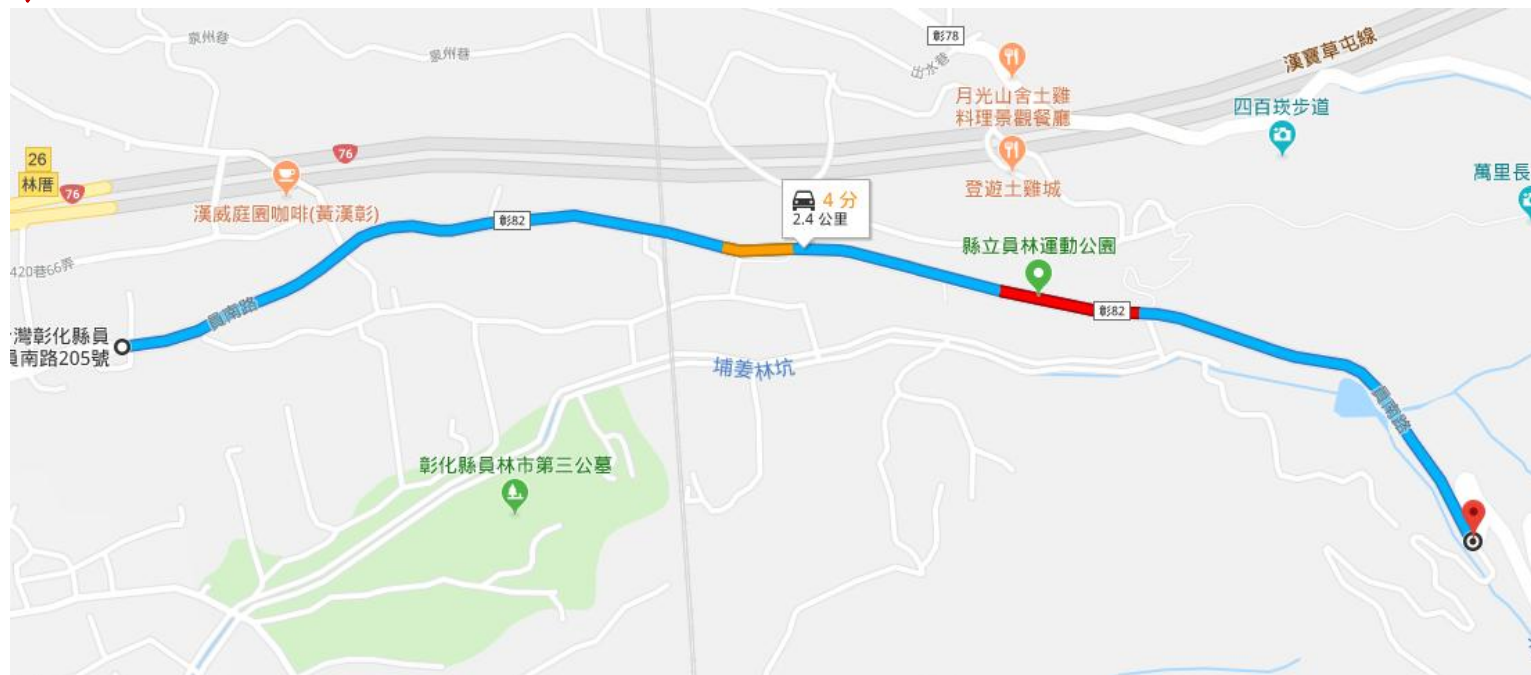 泉州巷
泉州巷
彰78
出水巷
漢寶草屯線
月光山舍土雞
料理景觀餐廳
四百崁步道
26
林厝
76
76
登遊土雞城
萬里長
漢威庭園咖啡(黃漢彰)
4 分
2.4 公里
彰82
縣立員林運動公園
420巷66弄
員南路
彰82
灣彰化縣員
員南路205號
埔姜林坑
員南路
彰化縣員林市第三公墓